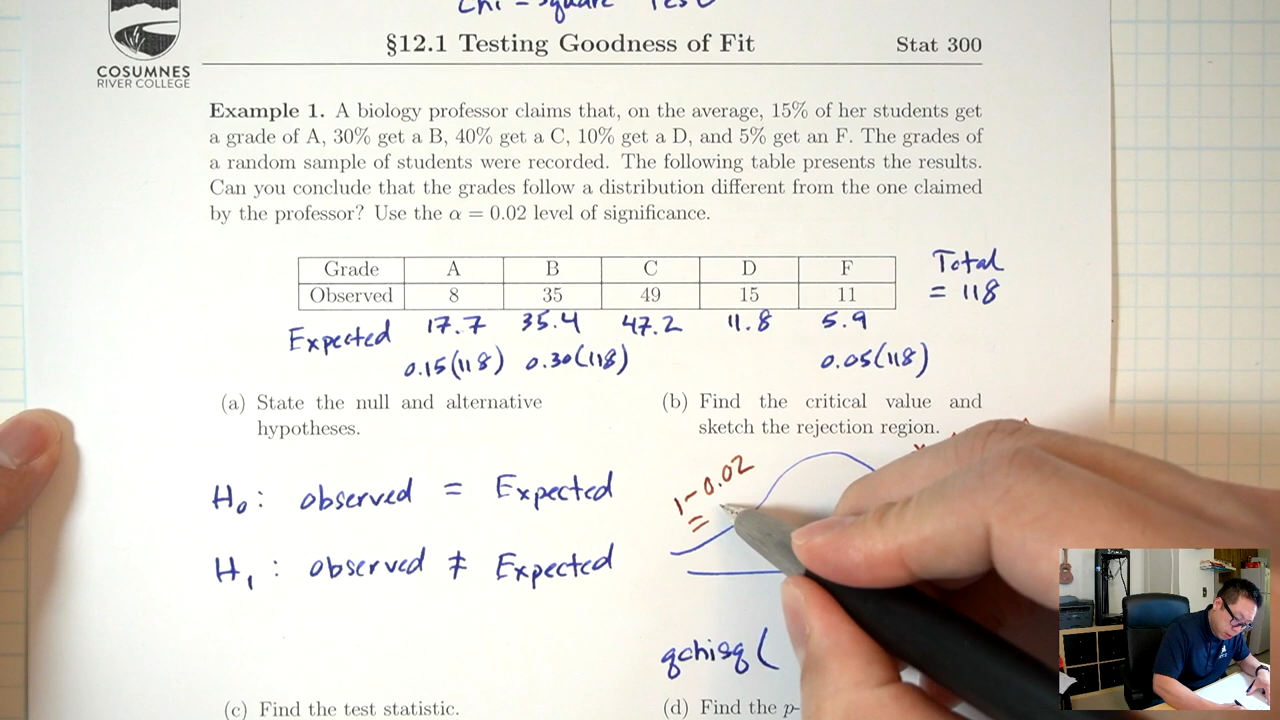 Chi-square Test
§12.1 Testing Goodness of Fit
Stat 300
COSUMNES
RIVER COLLEGE
Example 1. A biology professor claims that, on the average, 15% of her students get
a grade of A, 30% get a B, 40% get a C, 10% get a D, and 5% get an F. The grades of
a random sample of students were recorded. The following table presents the results.
Can you conclude that the grades follow a distribution different from the one claimed
by the professor? Use the α = 0.02 level of significance.
Grade A B C D F
Observed 8 35 49 15 11
Total
= 118
Expected 17.7 35.4 47.2 11.8 5.9
0.15(118) 0.30(118) 0.05(118)
(a) State the null and alternative
hypotheses.
H₀: observed = Expected
H₁: observed ≠ Expected
(b) Find the critical value and
sketch the rejection region.
1-0.02
=
qchisq(
(c) Find the test statistic.
(d) Find the p-